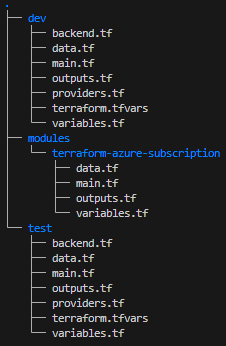 .
├── dev
│   ├── backend.tf
│   ├── data.tf
│   ├── main.tf
│   ├── outputs.tf
│   ├── providers.tf
│   ├── terraform.tfvars
│   └── variables.tf
├── modules
│   └── terraform-azure-subscription
│       ├── data.tf
│       ├── main.tf
│       ├── outputs.tf
│       └── variables.tf
└── test
    ├── backend.tf
    ├── data.tf
    ├── main.tf
    ├── outputs.tf
    ├── providers.tf
    ├── terraform.tfvars
    └── variables.tf